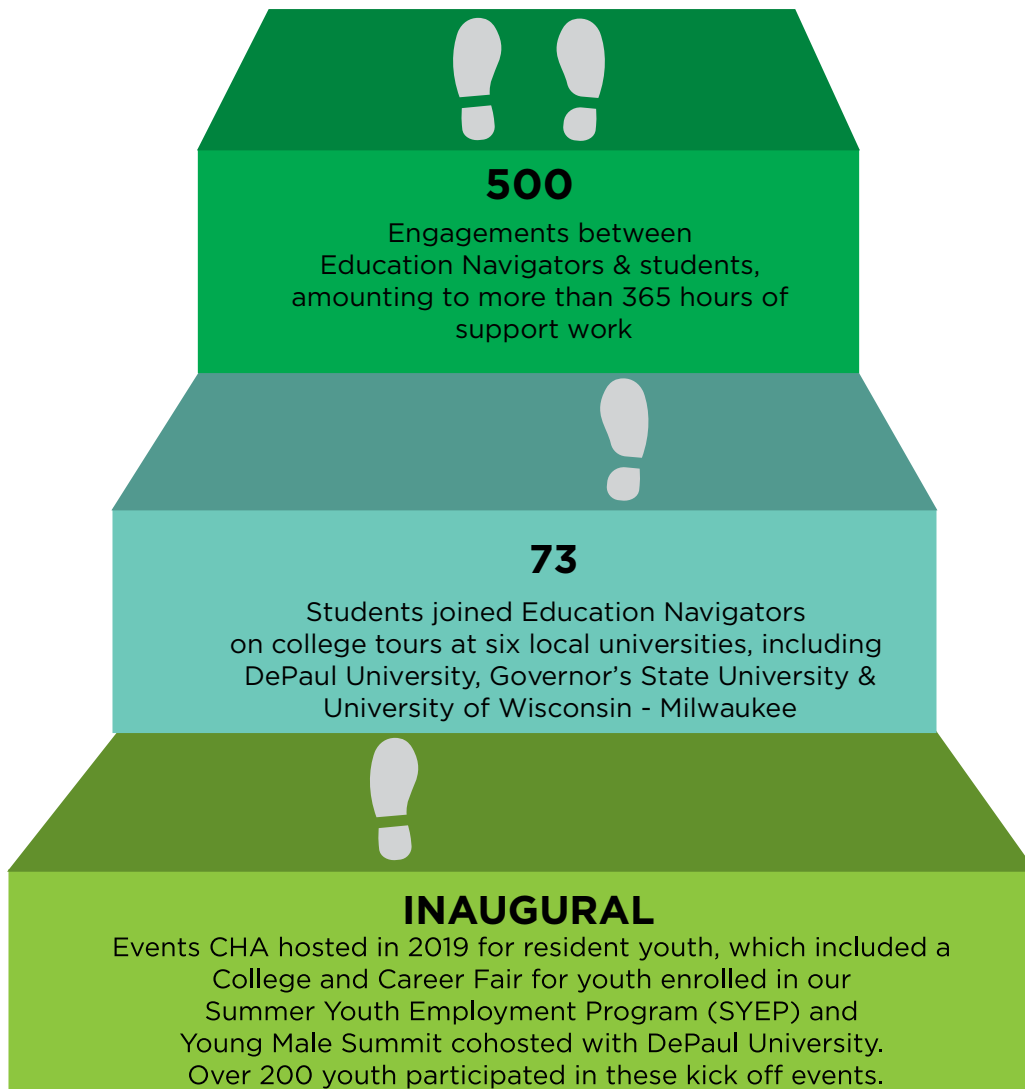 500
Engagements between
Education Navigators & students,
amounting to more than 365 hours of
support work
73
Students joined Education Navigators
on college tours at six local universities, including
DePaul University, Governor’s State University &
University of Wisconsin - Milwaukee
INAUGURAL
Events CHA hosted in 2019 for resident youth, which included a
College and Career Fair for youth enrolled in our
Summer Youth Employment Program (SYEP) and
Young Male Summit cohosted with DePaul University.
Over 200 youth participated in these kick off events.